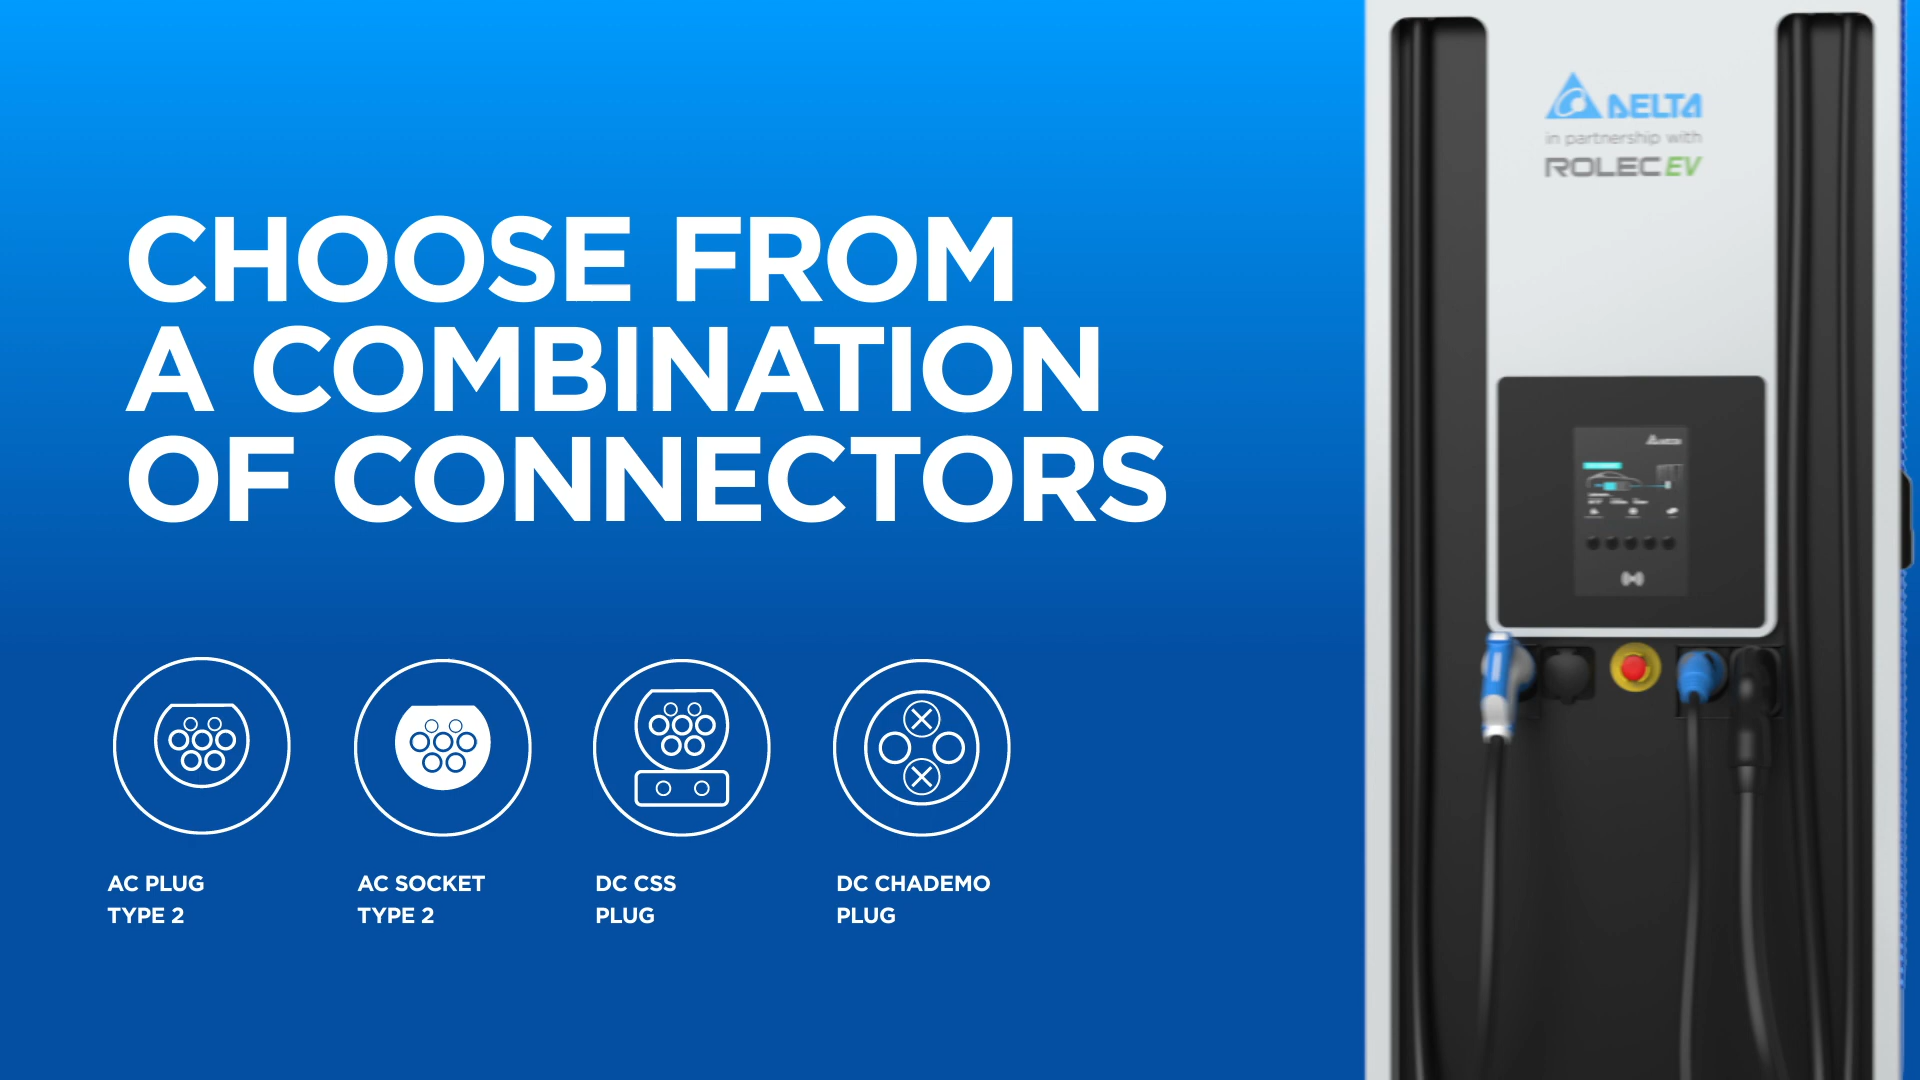 CHOOSE FROM
A COMBINATION
OF CONNECTORS
AC PLUG
TYPE 2
AC SOCKET
TYPE 2
DC CSS
PLUG
DC CHADEMO
PLUG
DELTA
in partnership with
ROLEC EV